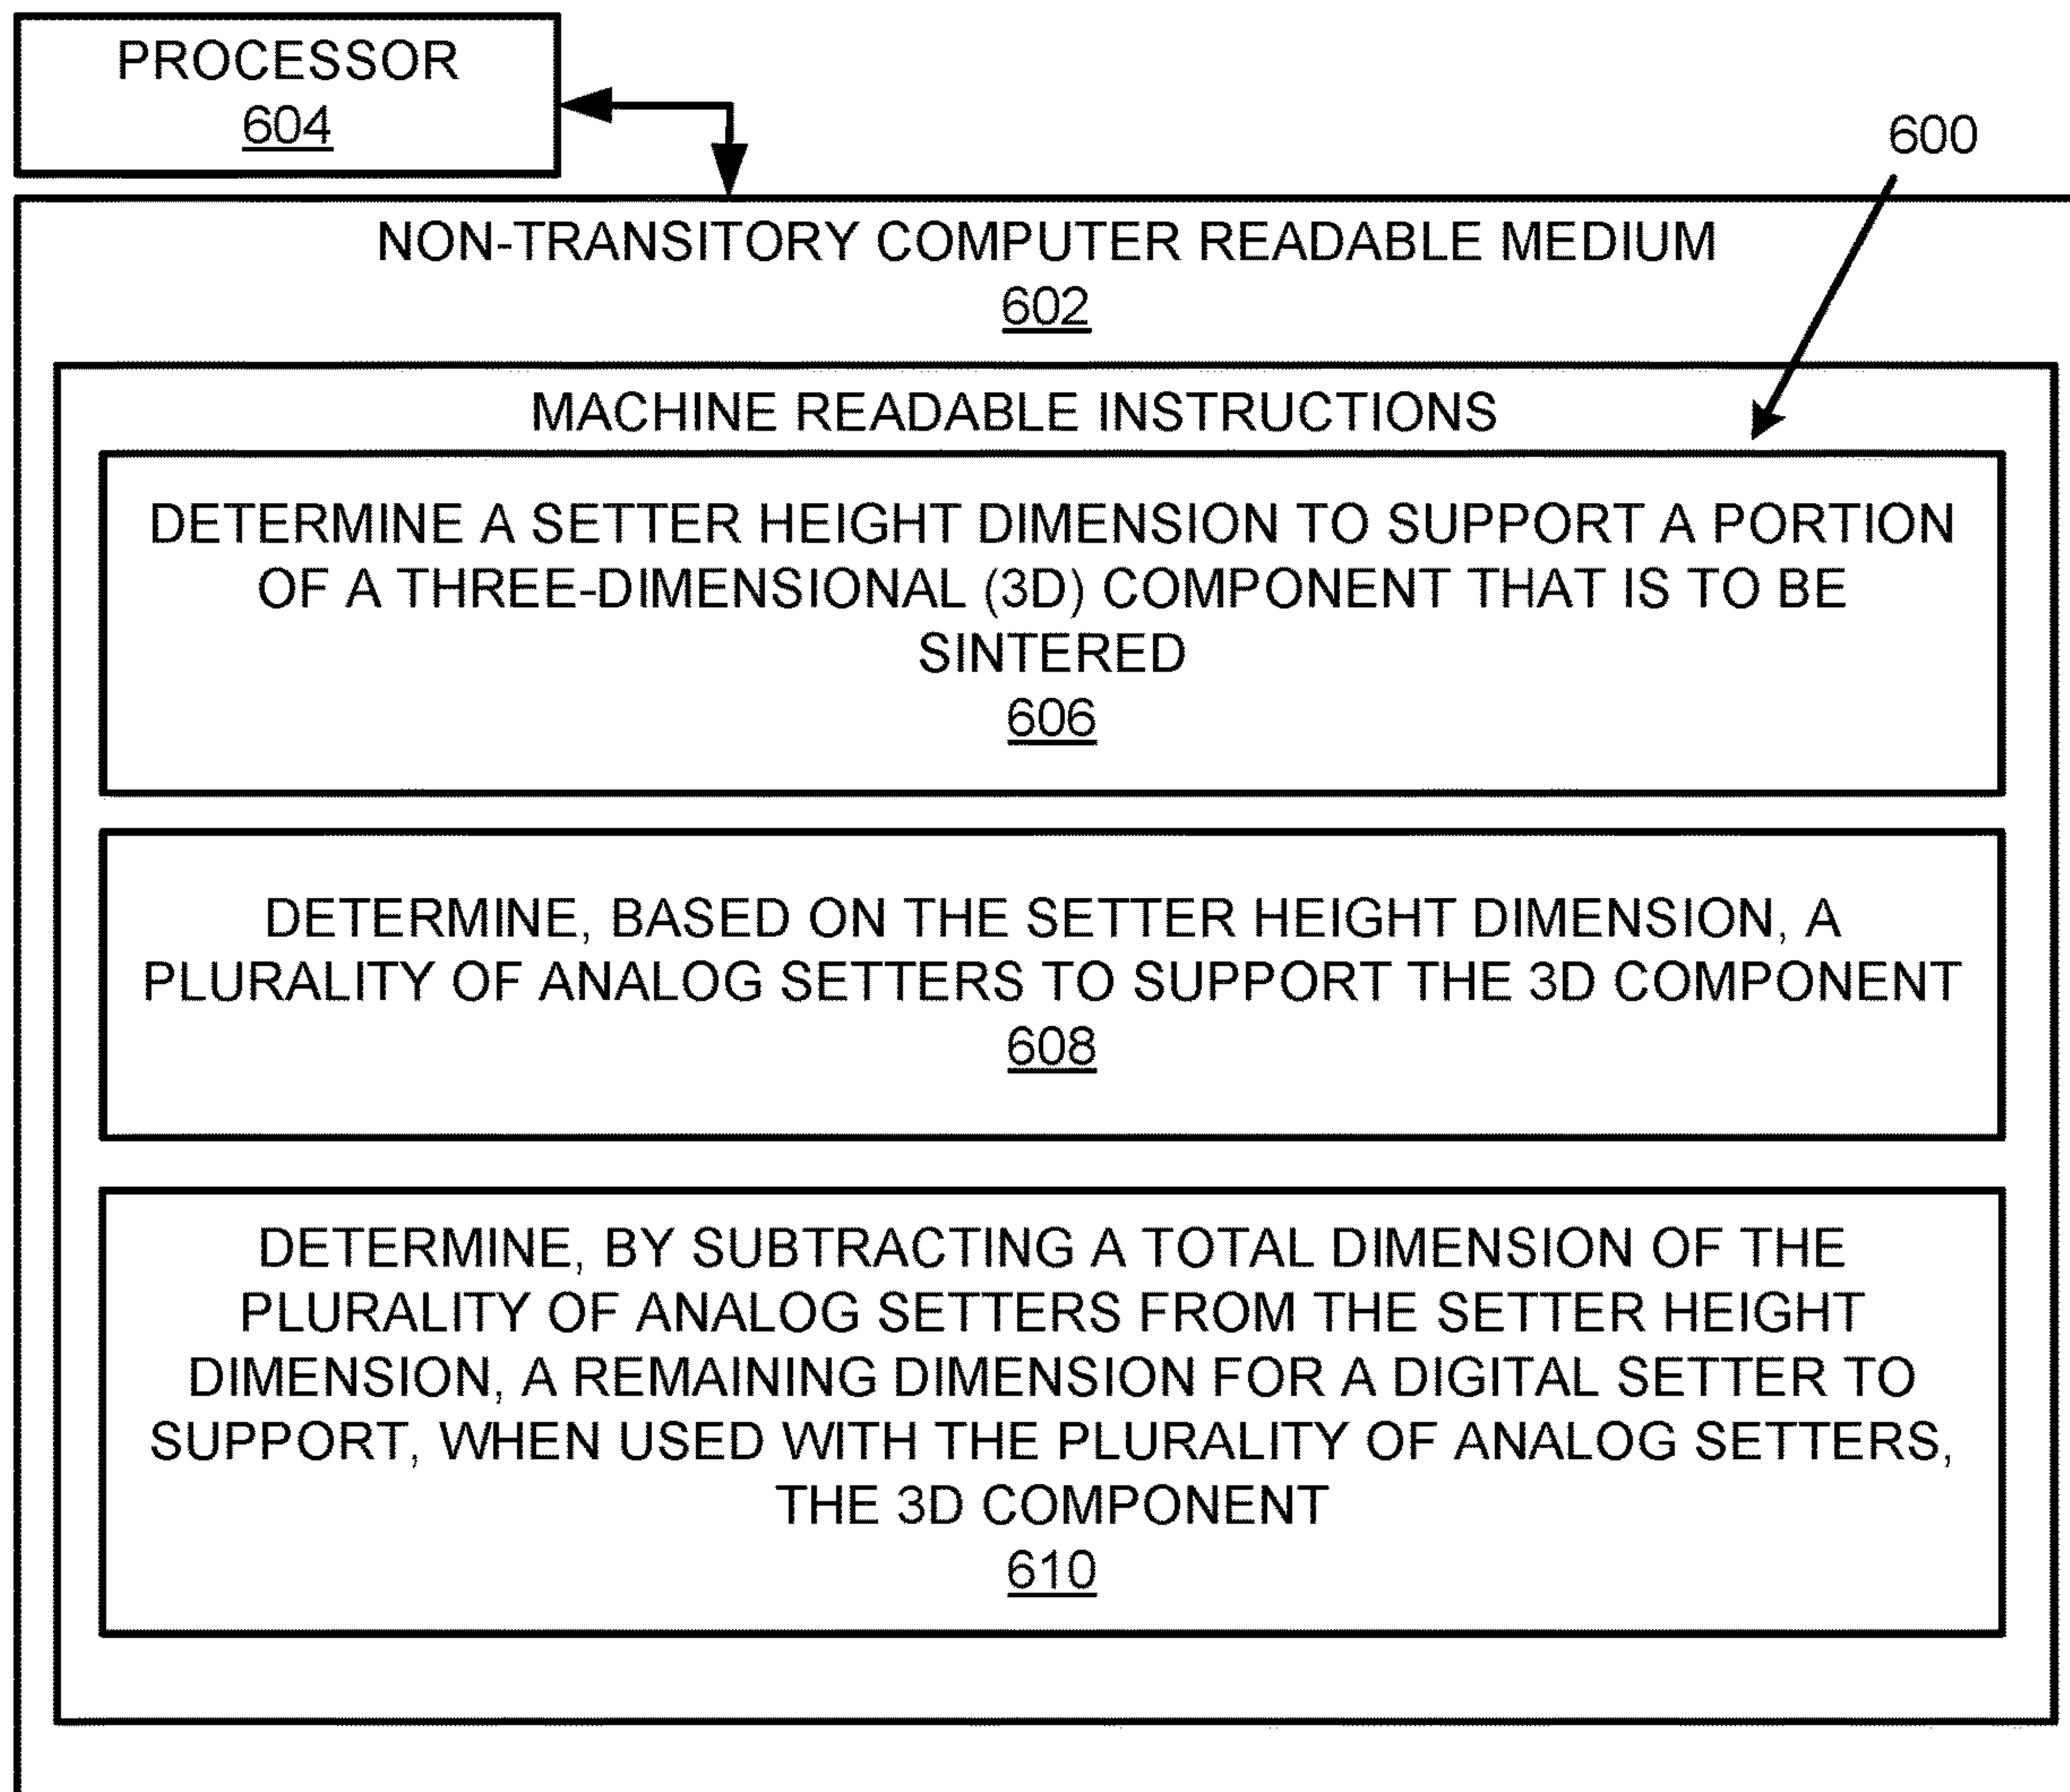 PROCESSOR
604
600
NON-TRANSITORY COMPUTER READABLE MEDIUM
602
MACHINE READABLE INSTRUCTIONS
DETERMINE A SETTER HEIGHT DIMENSION TO SUPPORT A PORTION
OF A THREE-DIMENSIONAL (3D) COMPONENT THAT IS TO BE
SINTERED
606
DETERMINE, BASED ON THE SETTER HEIGHT DIMENSION, A
PLURALITY OF ANALOG SETTERS TO SUPPORT THE 3D COMPONENT
608
DETERMINE, BY SUBTRACTING A TOTAL DIMENSION OF THE
PLURALITY OF ANALOG SETTERS FROM THE SETTER HEIGHT
DIMENSION, A REMAINING DIMENSION FOR A DIGITAL SETTER TO
SUPPORT, WHEN USED WITH THE PLURALITY OF ANALOG SETTERS,
THE 3D COMPONENT
610